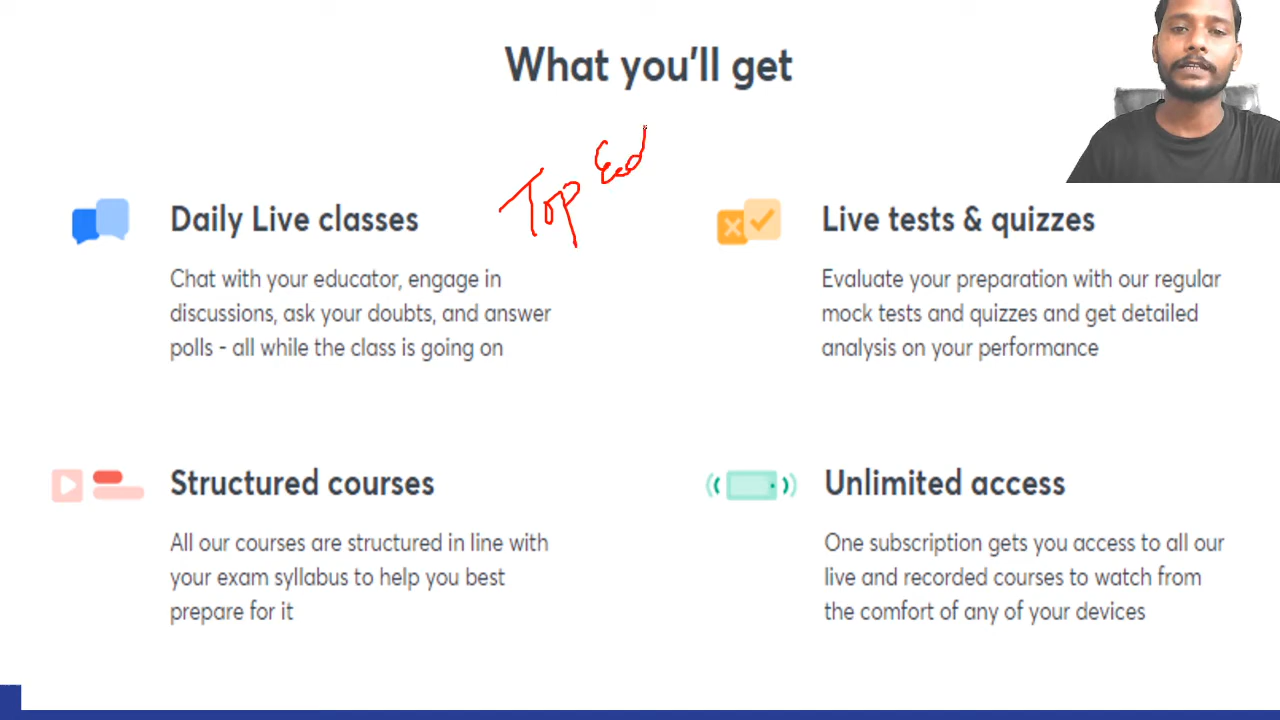 What you'll get
Top Ed
Daily Live classes
Chat with your educator, engage in
discussions, ask your doubts, and answer
polls - all while the class is going on
Live tests & quizzes
Evaluate your preparation with our regular
mock tests and quizzes and get detailed
analysis on your performance
Structured courses
All our courses are structured in line with
your exam syllabus to help you best
prepare for it
Unlimited access
One subscription gets you access to all our
live and recorded courses to watch from
the comfort of any of your devices